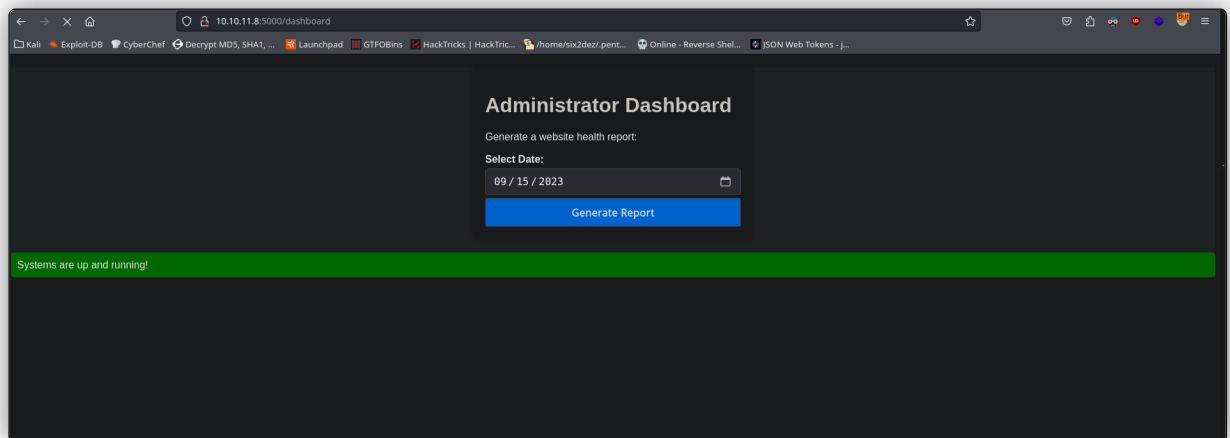 10.10.11.8:5000/dashboard
Kali Exploit-DB CyberChef Decrypt MD5, SHA1, ... Launchpad GTFOBins HackTricks | HackTric... /home/six2dez/.pent... Online - Reverse Shel... JSON Web Tokens - j...
Administrator Dashboard
Generate a website health report:
Select Date:
09 / 15 / 2023
Generate Report
Systems are up and running!